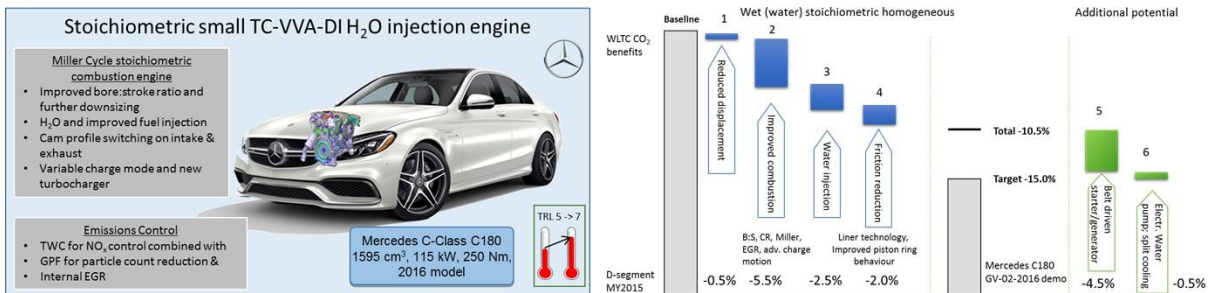 Stoichiometric small TC-VVA-DI H₂O injection engine
Miller Cycle stoichiometric
combustion engine
• Improved bore:stroke ratio and
further downsizing
• H₂O and improved fuel injection
• Cam profile switching on intake &
exhaust
• Variable charge mode and new
turbocharger
Emissions Control
• TWC for NOₓ control combined with
• GPF for particle count reduction &
• Internal EGR
Mercedes C-Class C180
1595 cm³, 115 kW, 250 Nm,
2016 model
TRL 5 -> 7
Baseline
Wet (water) stoichiometric homogeneous
Additional potential
WLTC CO₂
benefits
1
2
3
4
5
6
Reduced displacement
Improved combustion
Water injection
Friction reduction
Total -10.5%
Target -15.0%
Belt driven
starter/generator
Electr. Water
pump; split cooling
B:S, CR, Miller,
EGR, adv. charge
motion
Liner technology,
Improved piston ring
behaviour
D-segment
MY2015
-0.5%
-5.5%
-2.5%
-2.0%
Mercedes C180
GV-02-2016 demo
-4.5%
-0.5%